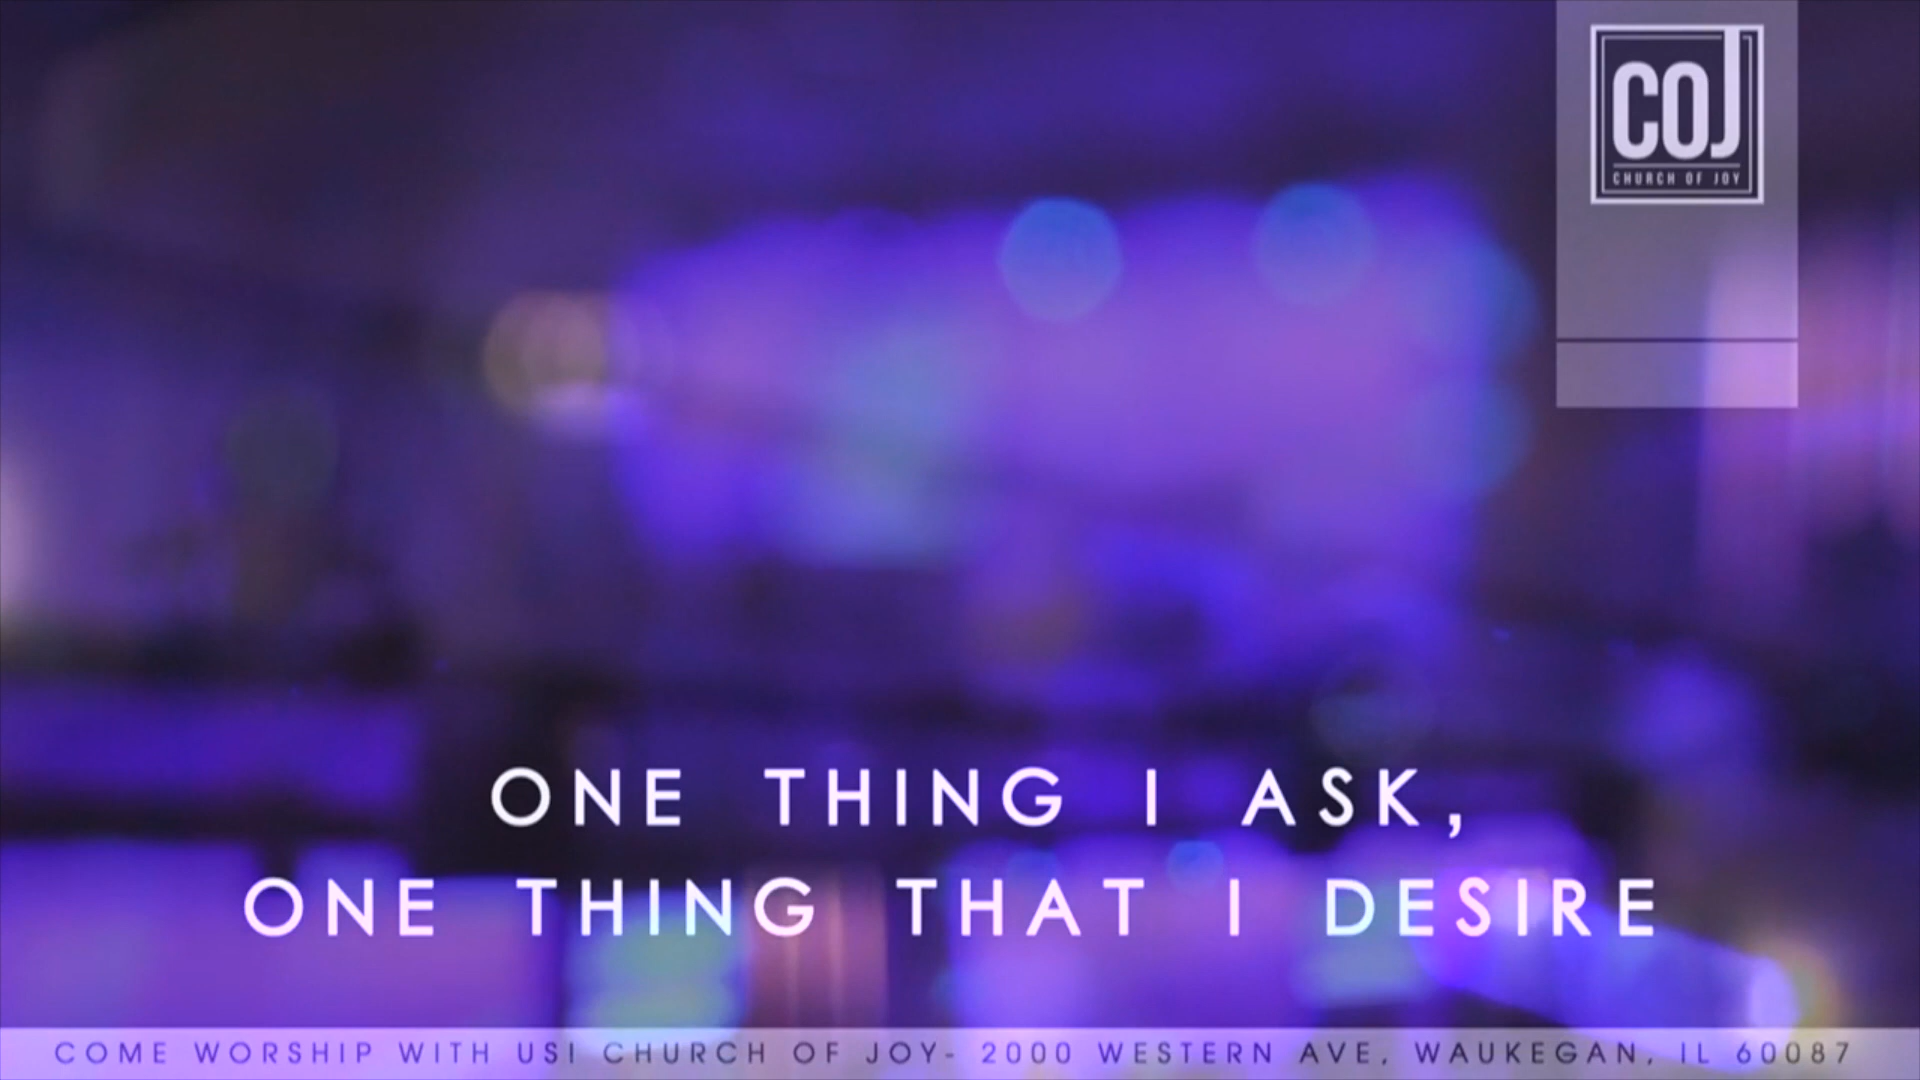 COJ
CHURCH OF JOY
ONE THING I ASK,
ONE THING THAT I DESIRE
COME WORSHIP WITH US! CHURCH OF JOY- 2000 WESTERN AVE, WAUKEGAN, IL 60087